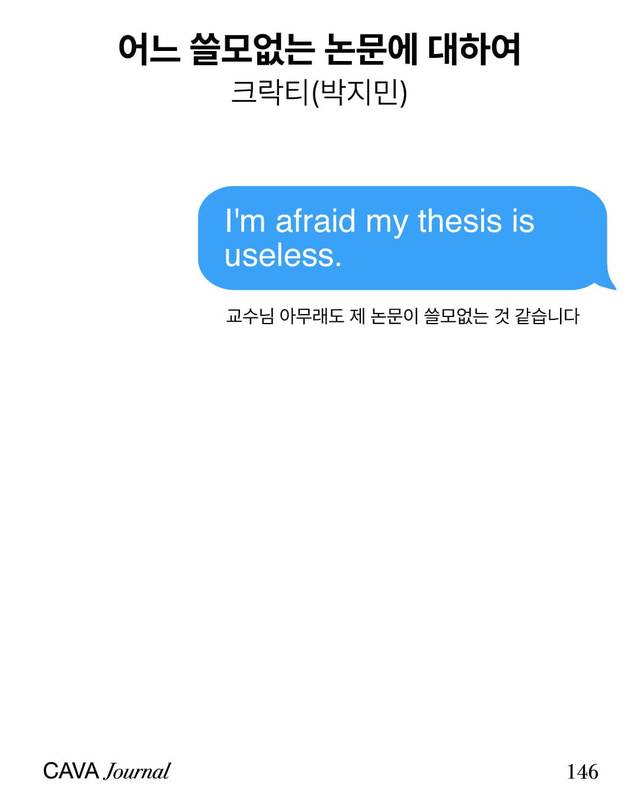 어느 쓸모없는 논문에 대하여
크락티(박지민)
I'm afraid my thesis is
useless.
교수님 아무래도 제 논문이 쓸모없는 것 같습니다
CAVA Journal
146